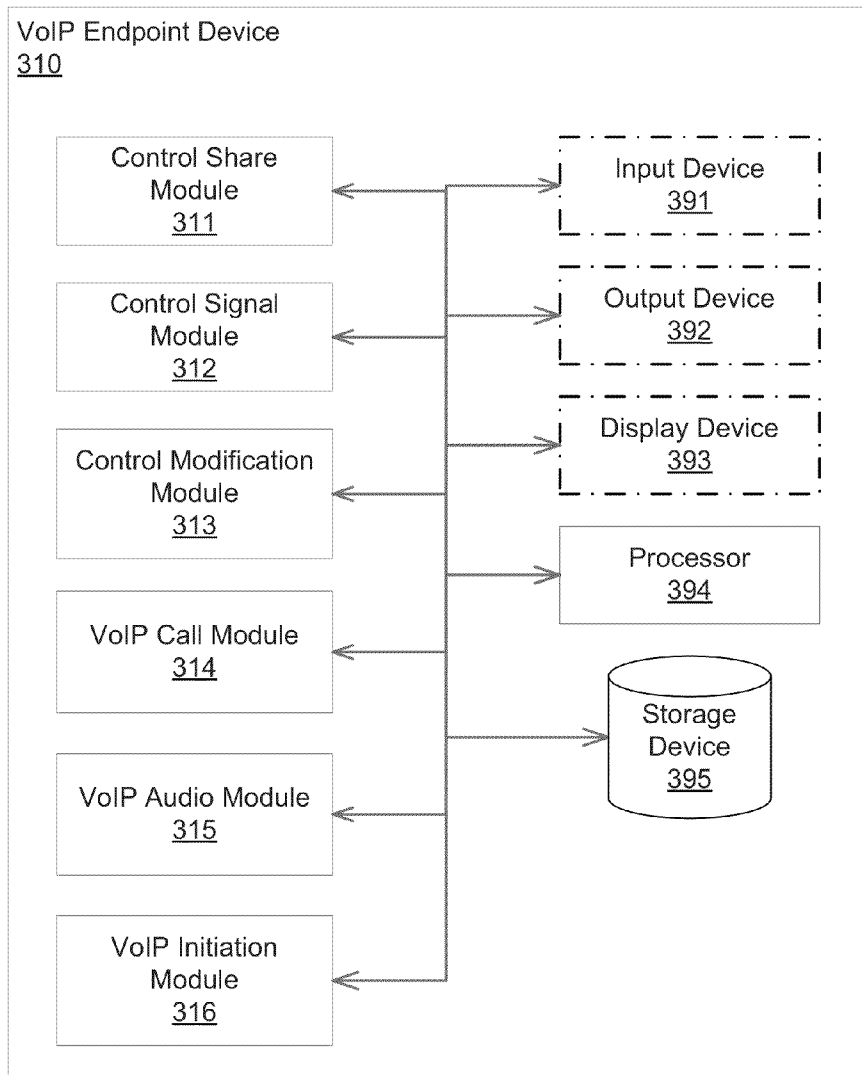 VoIP Endpoint Device
310
Control Share
Module
311
Control Signal
Module
312
Control Modification
Module
313
VoIP Call Module
314
VoIP Audio Module
315
VoIP Initiation
Module
316
Input Device
391
Output Device
392
Display Device
393
Processor
394
Storage
Device
395